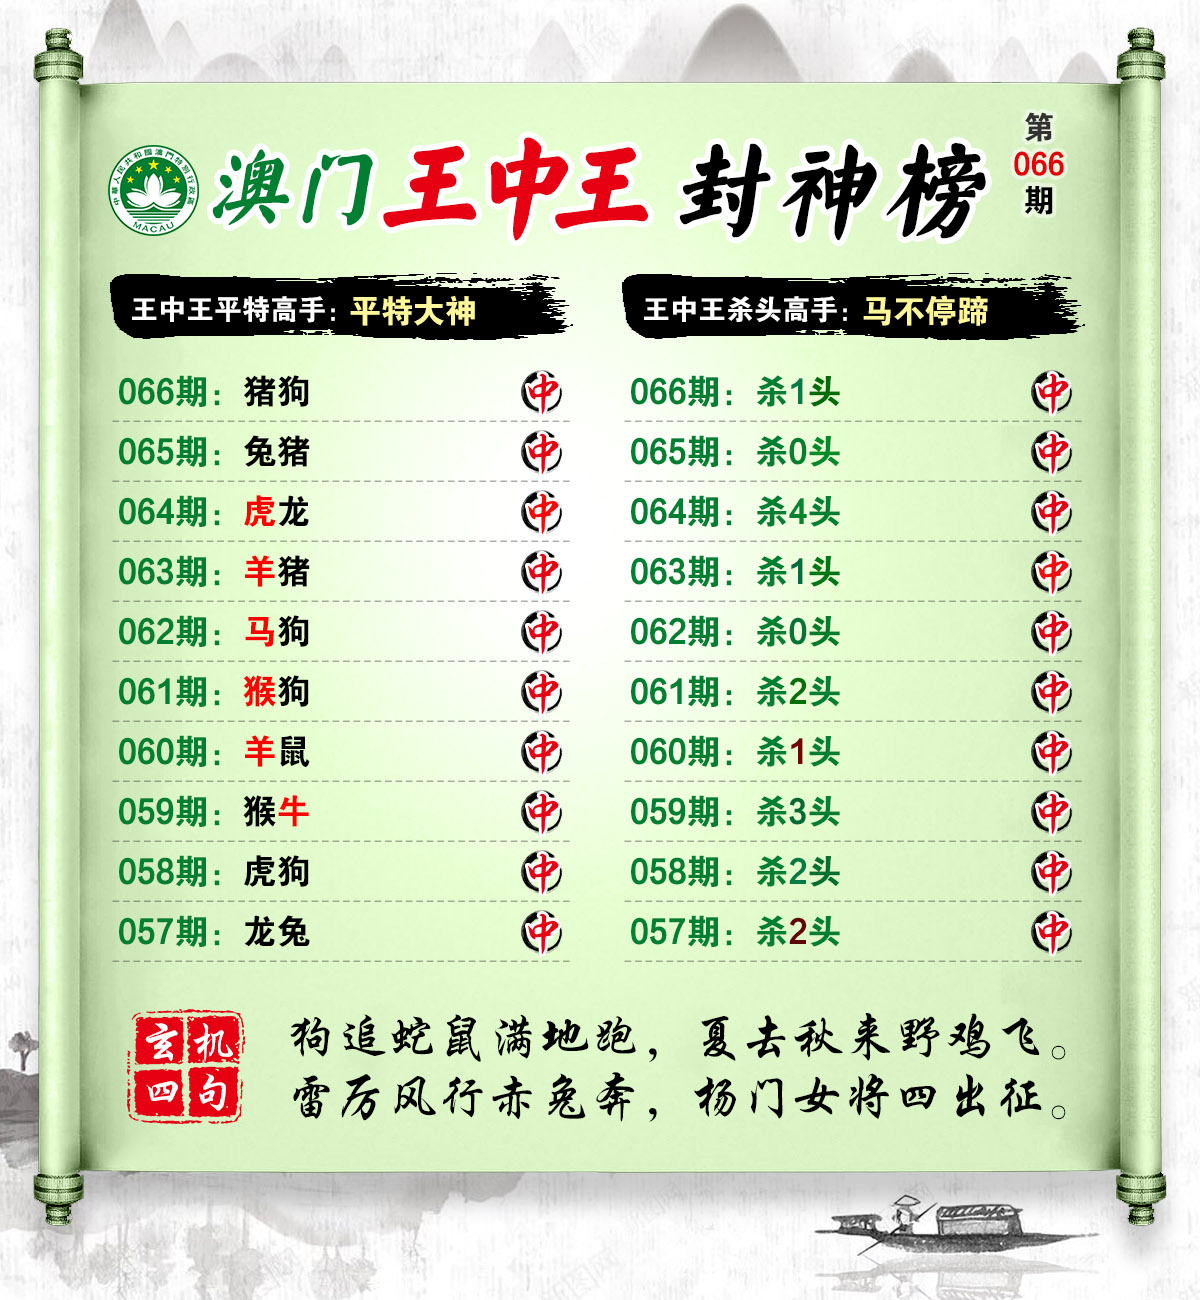 第
066
期
中華人民共和國澳門特別行政區
MACAU
澳门王中王 封神榜
王中王平特高手：平特大神
066期：猪狗 中
065期：兔猪 中
064期：虎龙 中
063期：羊猪 中
062期：马狗 中
061期：猴狗 中
060期：羊鼠 中
059期：猴牛 中
058期：虎狗 中
057期：龙兔 中
王中王杀头高手：马不停蹄
066期：杀1头 中
065期：杀0头 中
064期：杀4头 中
063期：杀1头 中
062期：杀0头 中
061期：杀2头 中
060期：杀1头 中
059期：杀3头 中
058期：杀2头 中
057期：杀2头 中
玄机
四句
狗追蛇鼠满地跑，夏去秋来野鸡飞。
雷厉风行赤兔奔，杨门女将四出征。